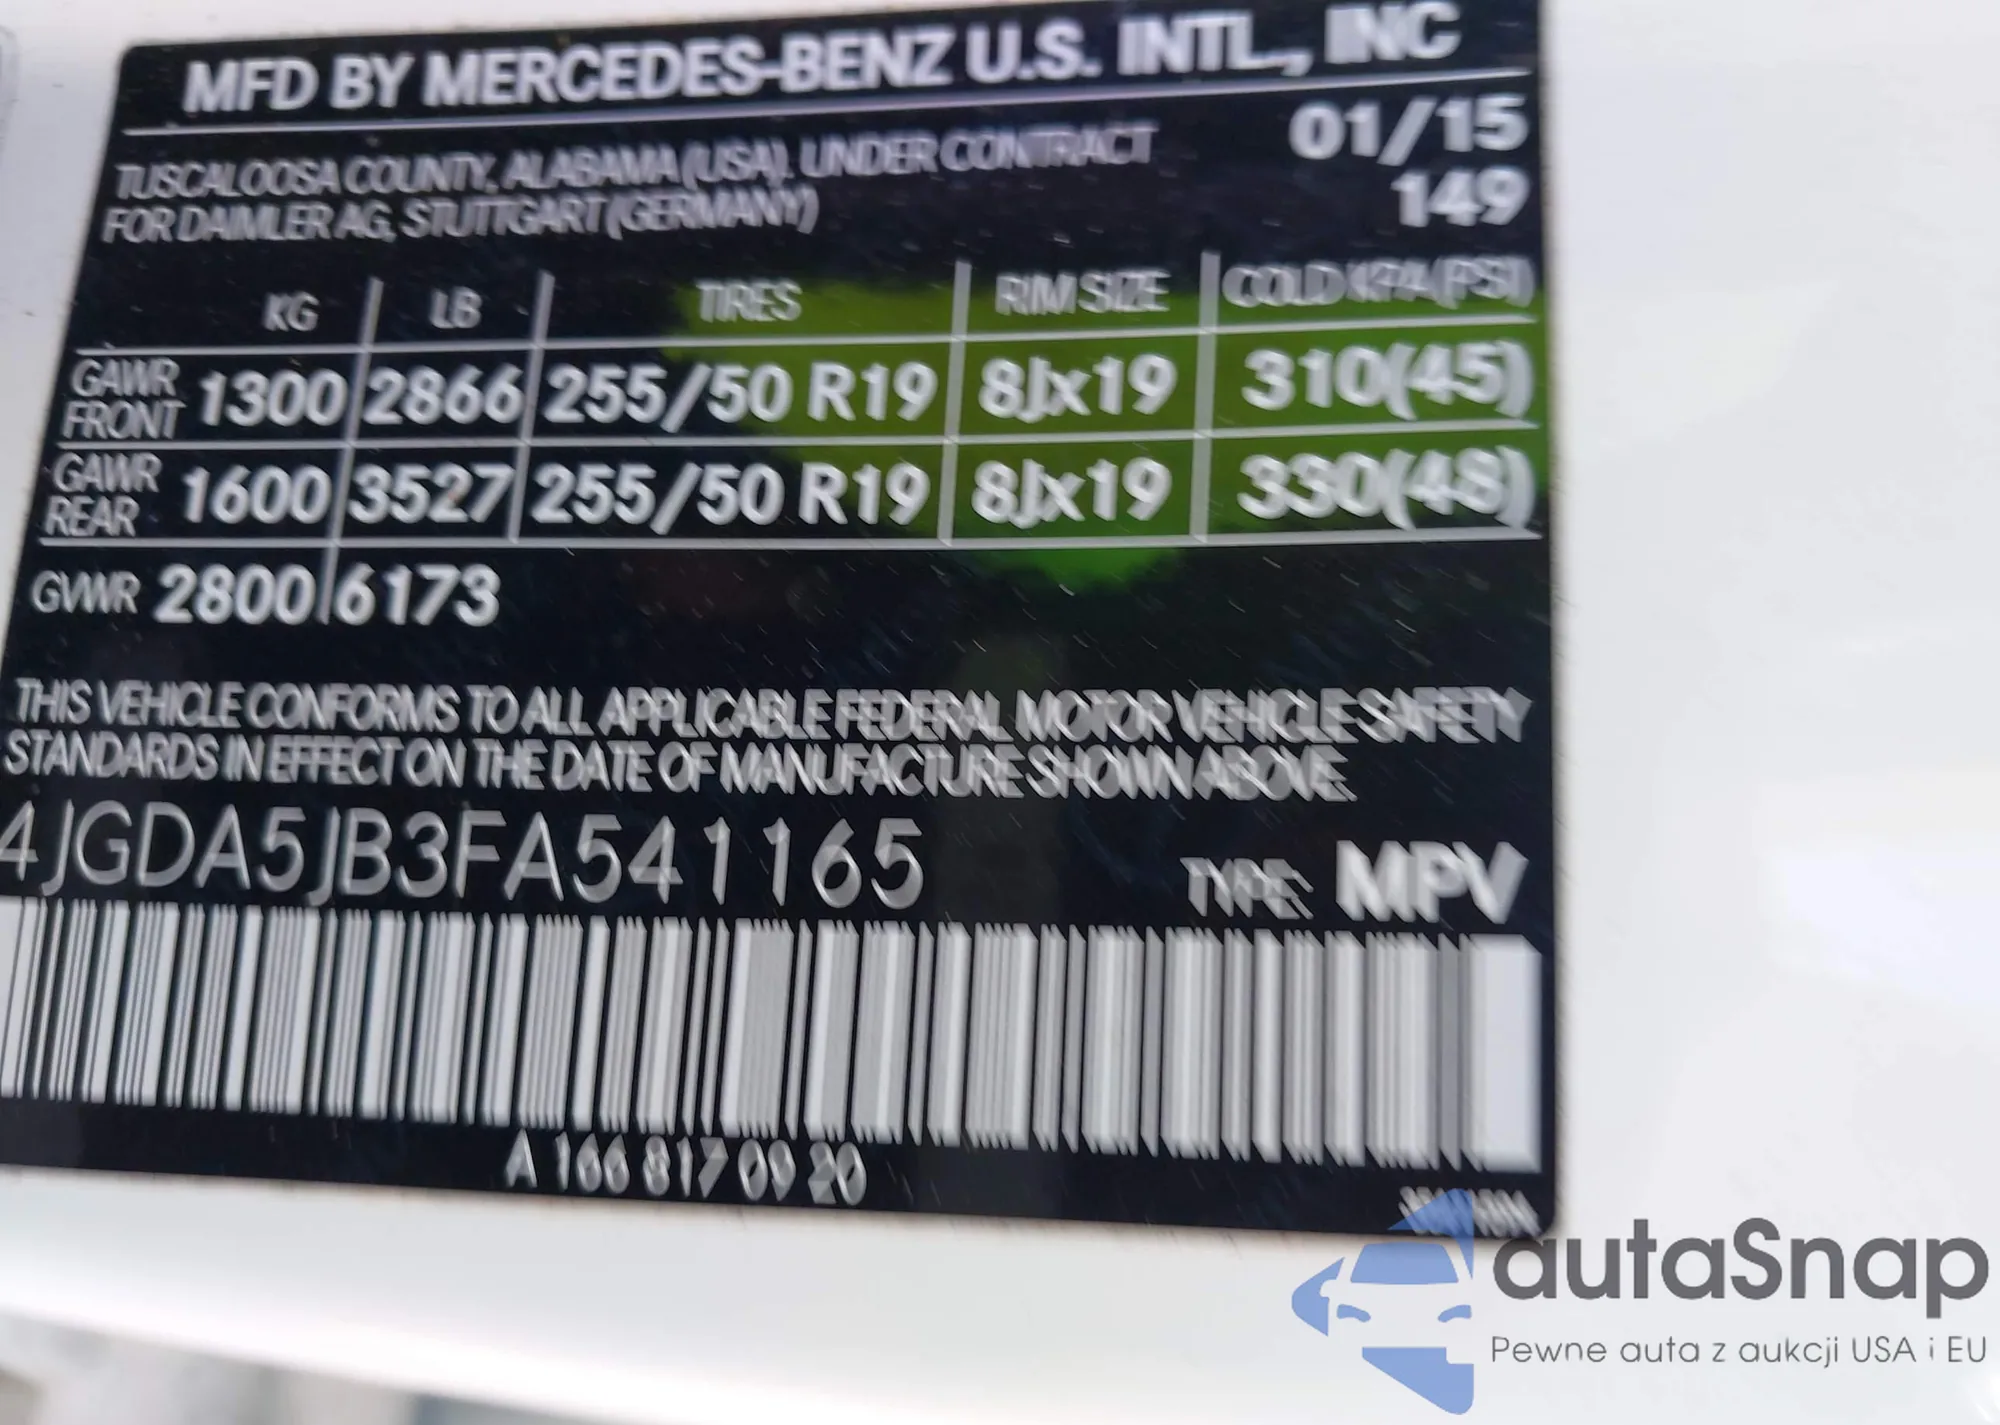 MFD BY MERCEDES-BENZ U.S. INTL., INC
01/15
TUSCALOOSA COUNTY, ALABAMA (USA). UNDER CONTRACT
FOR DAIMLER AG, STUTTGART (GERMANY)
149
KG LB TIRES RIM SIZE COLD KPA (PSI)
GAWR FRONT 1300 2866 255/50 R19 8Jx19 310(45)
GAWR REAR 1600 3527 255/50 R19 8Jx19 330(48)
GVWR 2800 6173
THIS VEHICLE CONFORMS TO ALL APPLICABLE FEDERAL MOTOR VEHICLE SAFETY
STANDARDS IN EFFECT ON THE DATE OF MANUFACTURE SHOWN ABOVE.
4JGDA5JB3FA541165
TYPE: MPV
A 166 817 09 20
autaSnap
Pewne auta z aukcji USA i EU